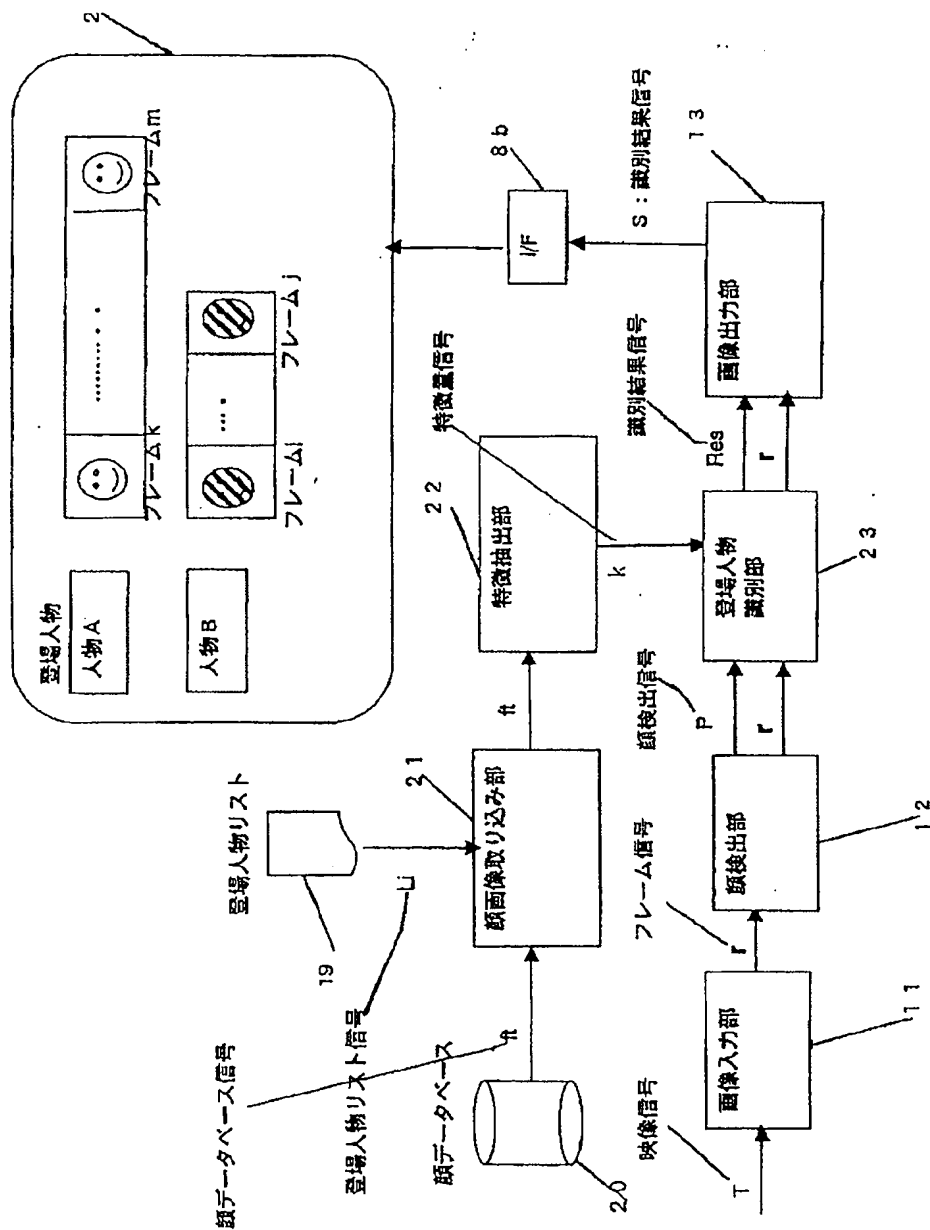 2
登場人物
人物A
フレームk
.........
フレームm
人物B
フレームi
....
フレームj
I/F
8b
S:識別結果信号
登場人物リスト
19
Li
登場人物リスト信号
顔データベース信号
ft
顔データベース
20
顔画像取り込み部
21
ft
特徴抽出部
22
特徴量信号
k
映像信号
T
画像入力部
11
フレーム信号
r
顔検出部
12
顔検出信号
p
r
登場人物
識別部
23
識別結果信号
Res
r
画像出力部
13